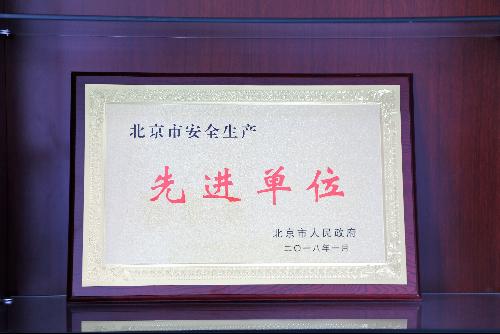 北京市安全生产
先进单位
北京市人民政府
二〇一八年一月